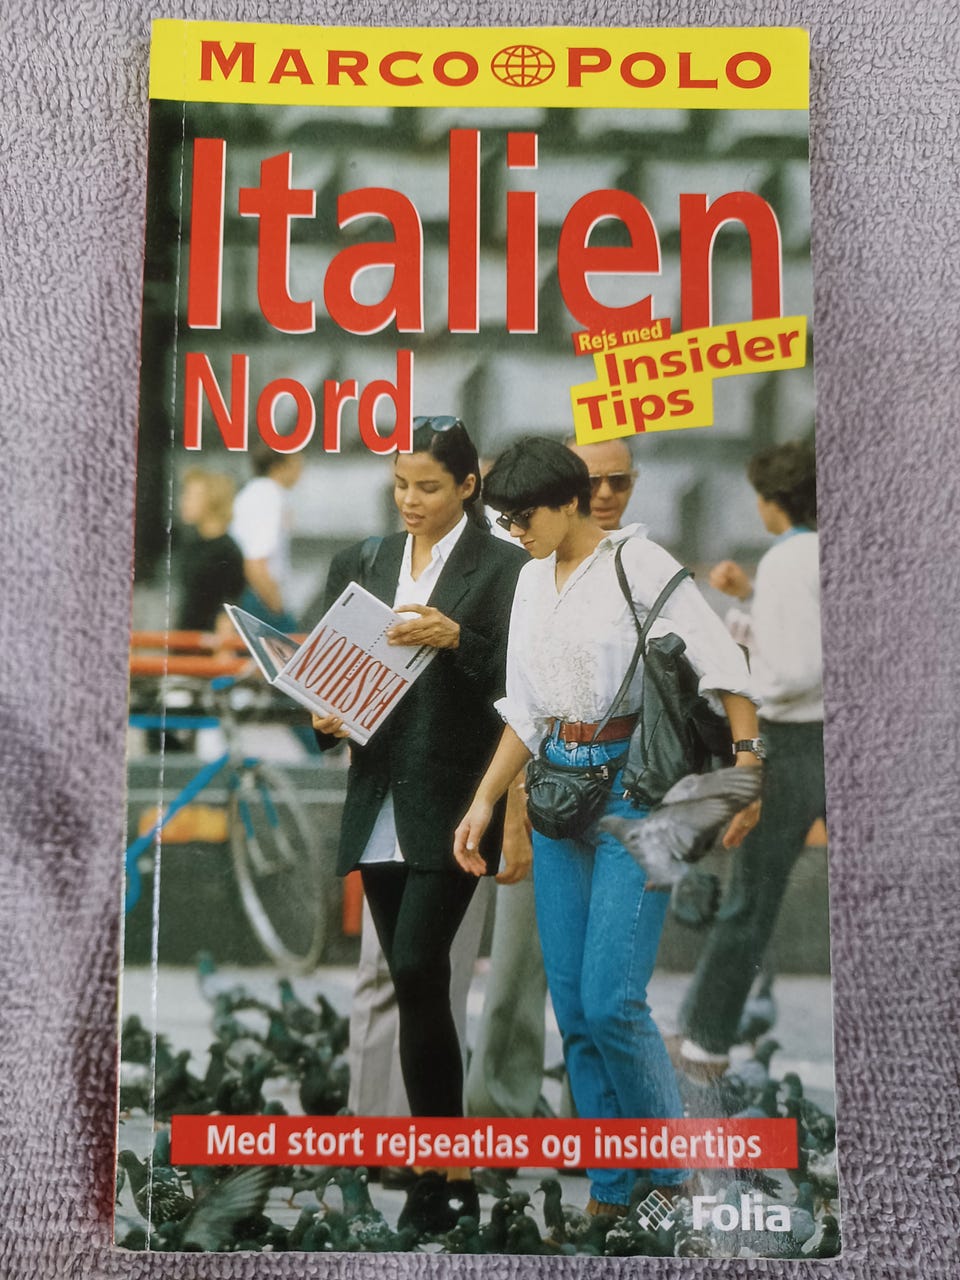 MARCO POLO
Italien
Nord
Rejs med
Insider
Tips
FASHION
Med stort rejseatlas og insidertips
Folia